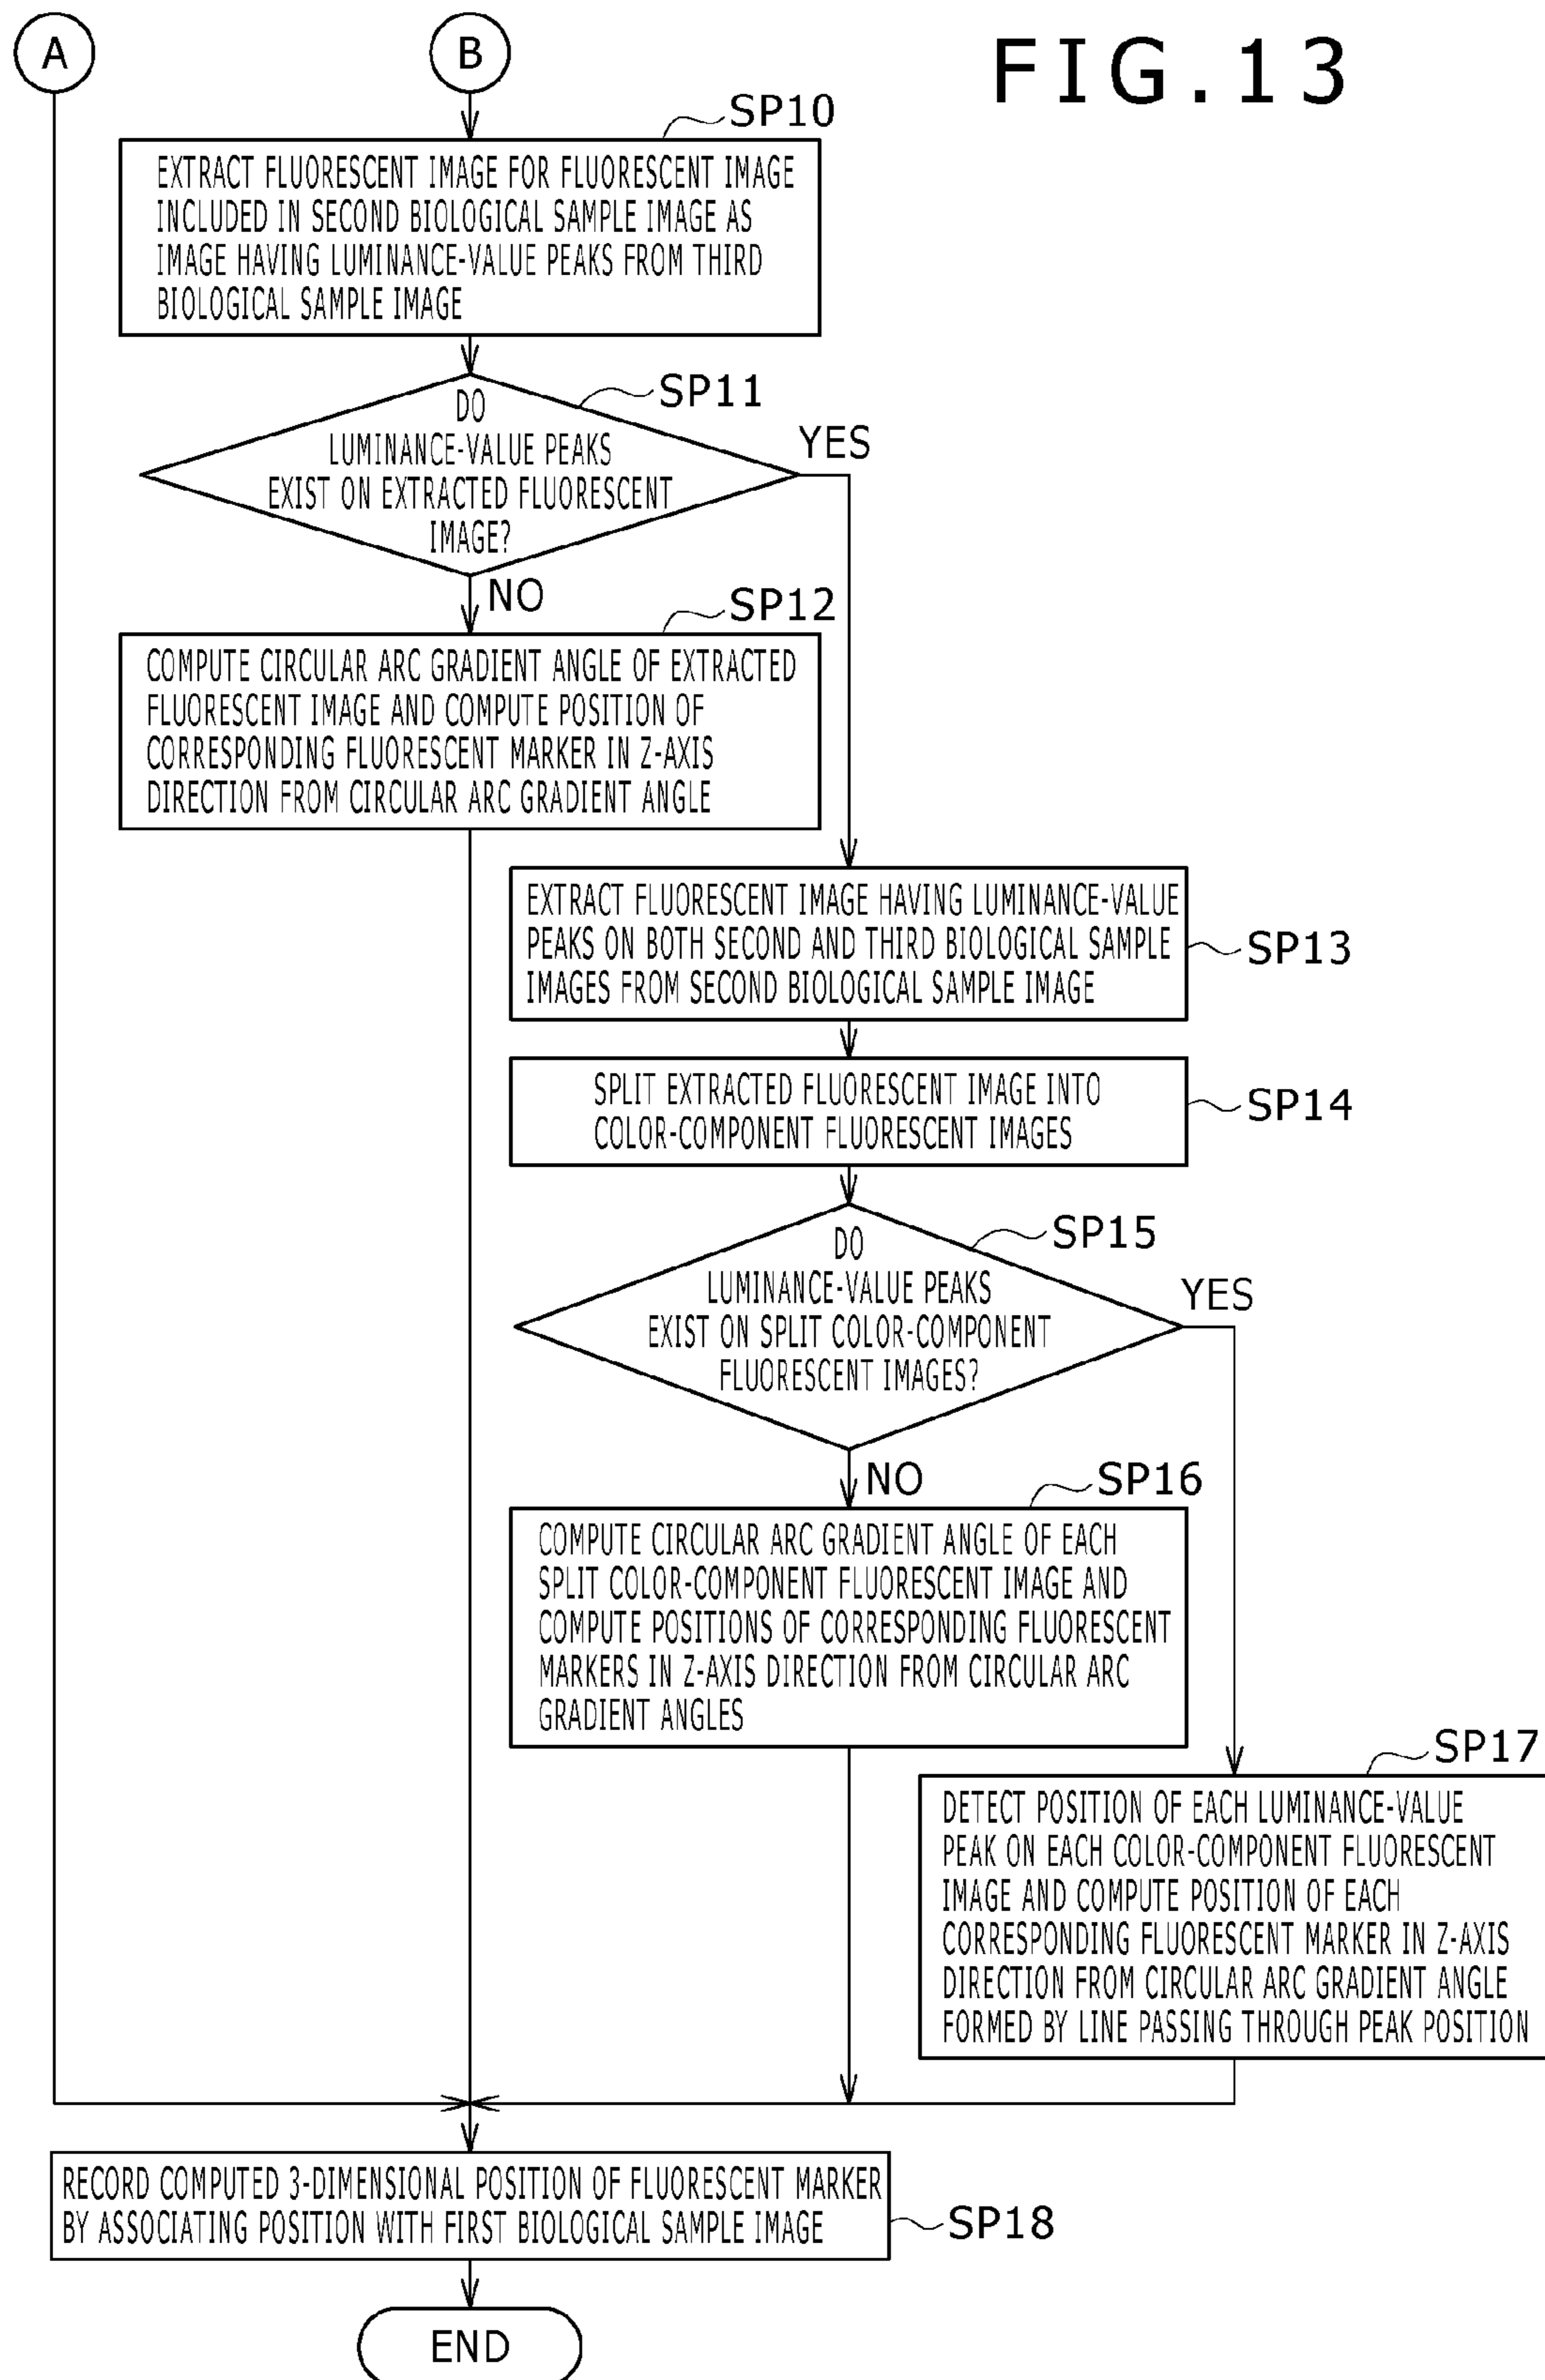 A
B
FIG.13
SP10
EXTRACT FLUORESCENT IMAGE FOR FLUORESCENT IMAGE
INCLUDED IN SECOND BIOLOGICAL SAMPLE IMAGE AS
IMAGE HAVING LUMINANCE-VALUE PEAKS FROM THIRD
BIOLOGICAL SAMPLE IMAGE
SP11
DO
LUMINANCE-VALUE PEAKS
EXIST ON EXTRACTED FLUORESCENT
IMAGE?
YES
NO
SP12
COMPUTE CIRCULAR ARC GRADIENT ANGLE OF EXTRACTED
FLUORESCENT IMAGE AND COMPUTE POSITION OF
CORRESPONDING FLUORESCENT MARKER IN Z-AXIS
DIRECTION FROM CIRCULAR ARC GRADIENT ANGLE
EXTRACT FLUORESCENT IMAGE HAVING LUMINANCE-VALUE
PEAKS ON BOTH SECOND AND THIRD BIOLOGICAL SAMPLE
IMAGES FROM SECOND BIOLOGICAL SAMPLE IMAGE
SP13
SPLIT EXTRACTED FLUORESCENT IMAGE INTO
COLOR-COMPONENT FLUORESCENT IMAGES
SP14
SP15
DO
LUMINANCE-VALUE PEAKS
EXIST ON SPLIT COLOR-COMPONENT
FLUORESCENT IMAGES?
YES
NO
SP16
COMPUTE CIRCULAR ARC GRADIENT ANGLE OF EACH
SPLIT COLOR-COMPONENT FLUORESCENT IMAGE AND
COMPUTE POSITIONS OF CORRESPONDING FLUORESCENT
MARKERS IN Z-AXIS DIRECTION FROM CIRCULAR ARC
GRADIENT ANGLES
SP17
DETECT POSITION OF EACH LUMINANCE-VALUE
PEAK ON EACH COLOR-COMPONENT FLUORESCENT
IMAGE AND COMPUTE POSITION OF EACH
CORRESPONDING FLUORESCENT MARKER IN Z-AXIS
DIRECTION FROM CIRCULAR ARC GRADIENT ANGLE
FORMED BY LINE PASSING THROUGH PEAK POSITION
RECORD COMPUTED 3-DIMENSIONAL POSITION OF FLUORESCENT MARKER
BY ASSOCIATING POSITION WITH FIRST BIOLOGICAL SAMPLE IMAGE
SP18
END